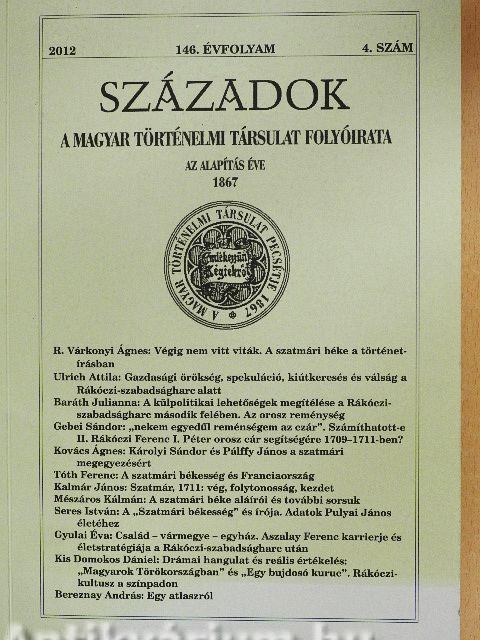 2012 146. ÉVFOLYAM 4. SZÁM
SZÁZADOK
A MAGYAR TÖRTÉNELMI TÁRSULAT FOLYÓIRATA
AZ ALAPÍTÁS ÉVE
1867
A MAGYAR TÖRTÉNELMI TÁRSULAT PECSÉTJE 1867
Emlékezzünk
Régiekről
R. Várkonyi Ágnes: Végig nem vitt viták. A szatmári béke a történet-
írásban
Ulrich Attila: Gazdasági örökség, spekuláció, kiútkeresés és válság a
Rákóczi-szabadságharc alatt
Baráth Julianna: A külpolitikai lehetőségek megítélése a Rákóczi-
szabadságharc második felében. Az orosz reménység
Gebei Sándor: „nekem egyedűl reménségem az czár”. Számíthatott-e
II. Rákóczi Ferenc I. Péter orosz cár segítségére 1709–1711-ben?
Kovács Ágnes: Károlyi Sándor és Pálffy János a szatmári
megegyezésért
Tóth Ferenc: A szatmári békesség és Franciaország
Kalmár János: Szatmár, 1711: vég, folytonosság, kezdet
Mészáros Kálmán: A szatmári béke aláírói és további sorsuk
Seres István: A „Szatmári békesség” és írója. Adatok Pulyai János
életéhez
Gyulai Éva: Család – vármegye – egyház. Aszalay Ferenc karrierje és
életstratégiája a Rákóczi-szabadságharc után
Kis Domokos Dániel: Drámai hangulat és reális értékelés:
„Magyarok Törökországban” és „Egy bujdosó kuruc”. Rákóczi-
kultusz a színpadon
Bereznay András: Egy atlaszról
Antikvárium.hu